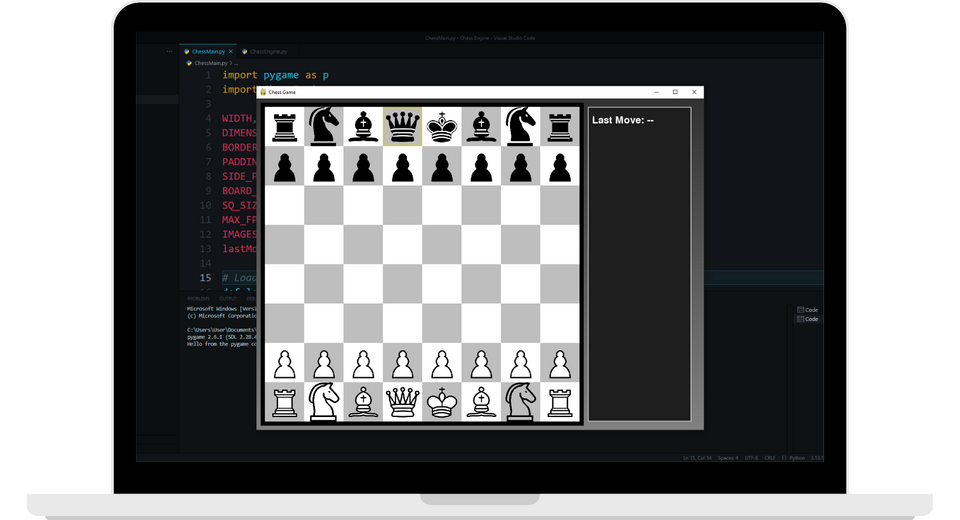 ChessMain.py - Chess Engine - Visual Studio Code
ChessMain.py
ChessEngine.py
ChessMain.py
1 import pygame as p
2 import
3
4 WIDTH,
5 DIMENS
6 BORDER
7 PADDIN
8 SIDE_P
9 BOARD_
10 SQ_SIZ
11 MAX_FP
12 IMAGES
13 lastMo
14
15 # Load
Chess Game
Last Move: --
PROBLEMS OUTPUT
Microsoft Windows [Vers
(c) Microsoft Corporatio
C:\Users\User\Documents\
pygame 2.6.1 (SDL 2.28.4
Hello from the pygame co
Code
Code
Ln 15, Col 14 Spaces: 4 UTF-8 CRLF Python